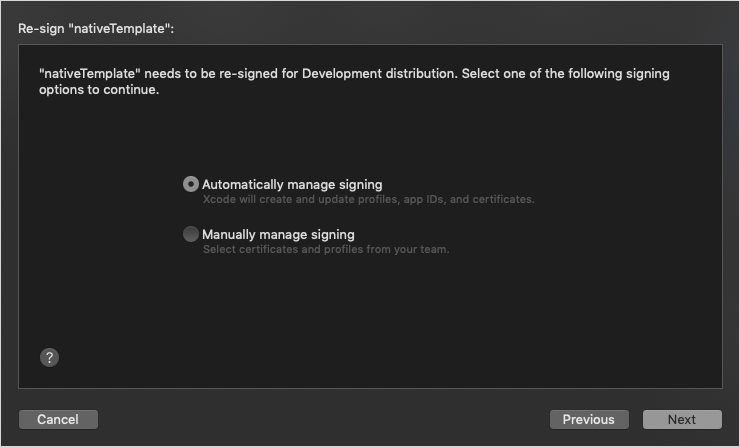 Re-sign "nativeTemplate":
"nativeTemplate" needs to be re-signed for Development distribution. Select one of the following signing
options to continue.
Automatically manage signing
Xcode will create and update profiles, app IDs, and certificates.
Manually manage signing
Select certificates and profiles from your team.
?
Cancel
Previous
Next